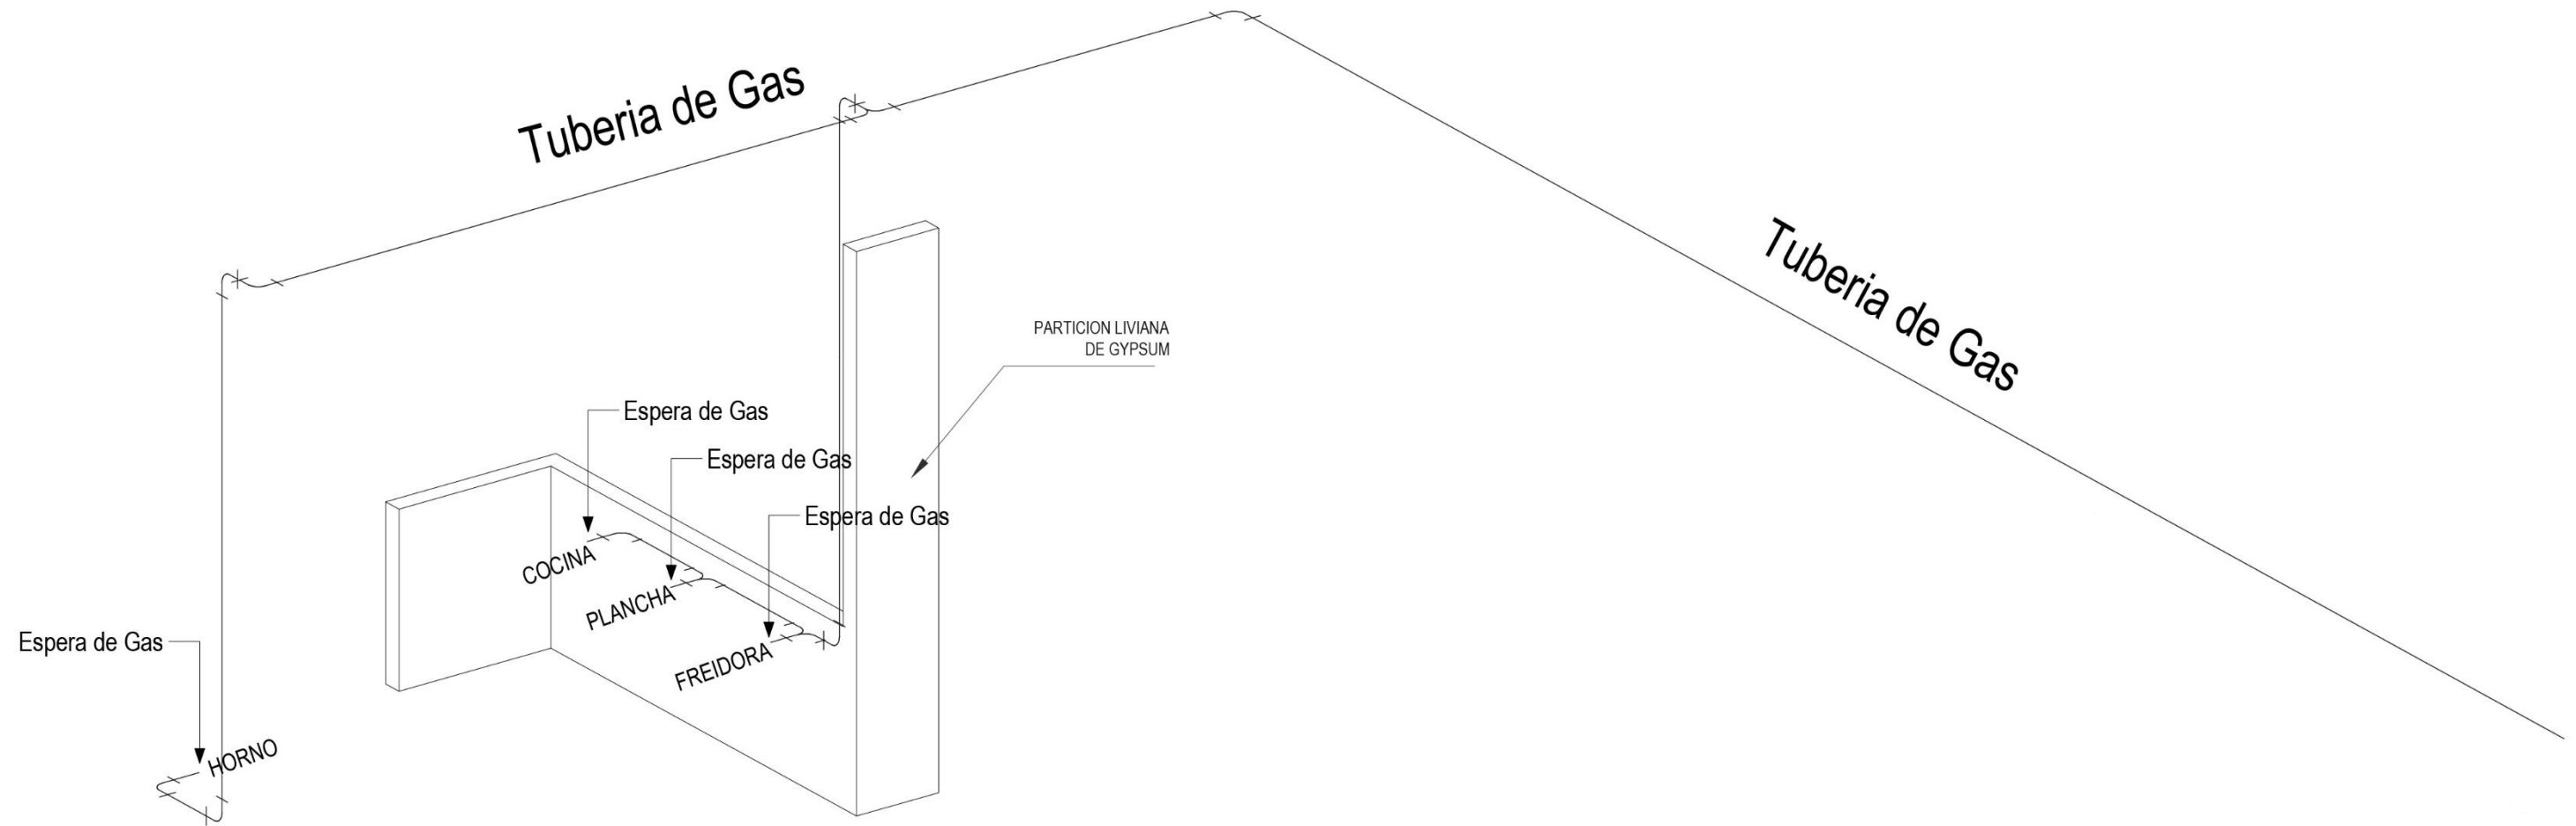 Tuberia de Gas
Tuberia de Gas
PARTICION LIVIANA
DE GYPSUM
Espera de Gas
Espera de Gas
Espera de Gas
COCINA
PLANCHA
FREIDORA
Espera de Gas
HORNO